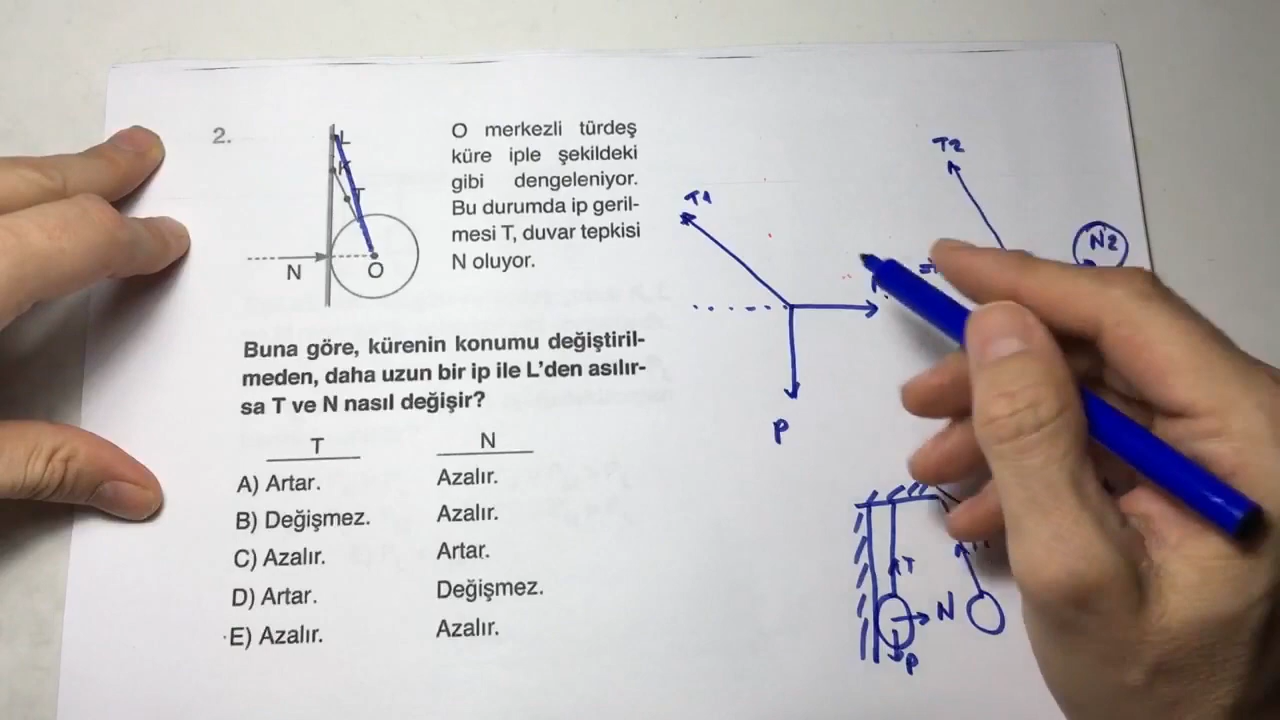 2.
L
K
T
N
O
O merkezli türdeş
küre iple şekildeki
gibi dengeleniyor.
Bu durumda ip geril-
mesi T, duvar tepkisi
N oluyor.
Buna göre, kürenin konumu değiştiril-
meden, daha uzun bir ip ile L'den asılır-
sa T ve N nasıl değişir?
T N
A) Artar. Azalır.
B) Değişmez. Azalır.
C) Azalır. Artar.
D) Artar. Değişmez.
E) Azalır. Azalır.
T1
P
T2
N2
T
N
P